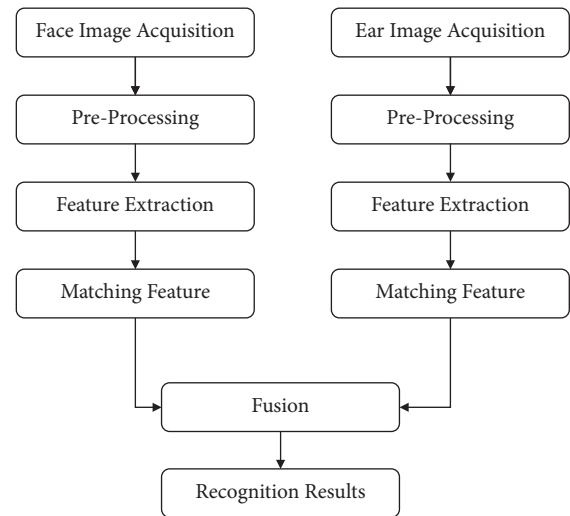 Face Image Acquisition
Ear Image Acquisition
Pre-Processing
Pre-Processing
Feature Extraction
Feature Extraction
Matching Feature
Matching Feature
Fusion
Recognition Results